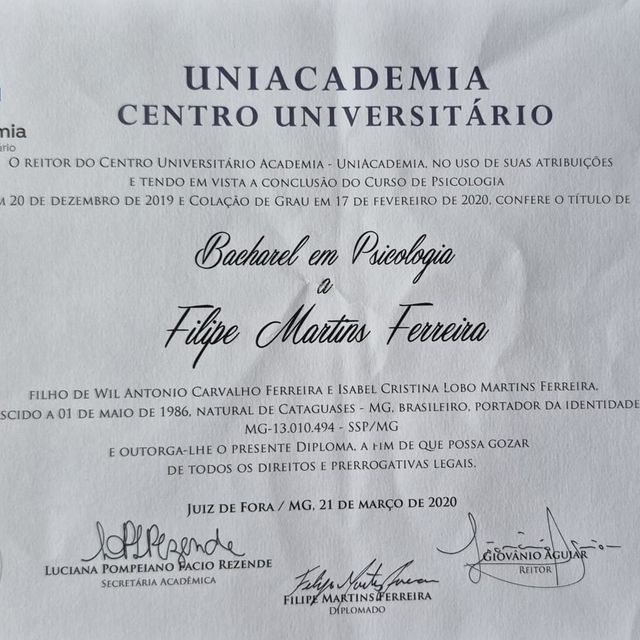 UNIACADEMIA
CENTRO UNIVERSITÁRIO
mia
ário
O REITOR DO CENTRO UNIVERSITÁRIO ACADEMIA - UNIACADEMIA, NO USO DE SUAS ATRIBUIÇÕES
E TENDO EM VISTA A CONCLUSÃO DO CURSO DE PSICOLOGIA
M 20 DE DEZEMBRO DE 2019 E COLAÇÃO DE GRAU EM 17 DE FEVEREIRO DE 2020, CONFERE O TÍTULO DE
Bacharel em Psicologia
a
Filipe Martins Ferreira
FILHO DE WIL ANTONIO CARVALHO FERREIRA E ISABEL CRISTINA LOBO MARTINS FERREIRA,
SCIDO A 01 DE MAIO DE 1986, NATURAL DE CATAGUASES - MG, BRASILEIRO, PORTADOR DA IDENTIDADE
MG-13.010.494 - SSP/MG
E OUTORGA-LHE O PRESENTE DIPLOMA, A FIM DE QUE POSSA GOZAR
DE TODOS OS DIREITOS E PRERROGATIVAS LEGAIS.
JUIZ DE FORA / MG, 21 DE MARÇO DE 2020
LUCIANA POMPEIANO PACIO REZENDE
SECRETÁRIA ACADÊMICA
GIOVÂNIO AGUIAR
REITOR
FILIPE MARTINS FERREIRA
DIPLOMADO